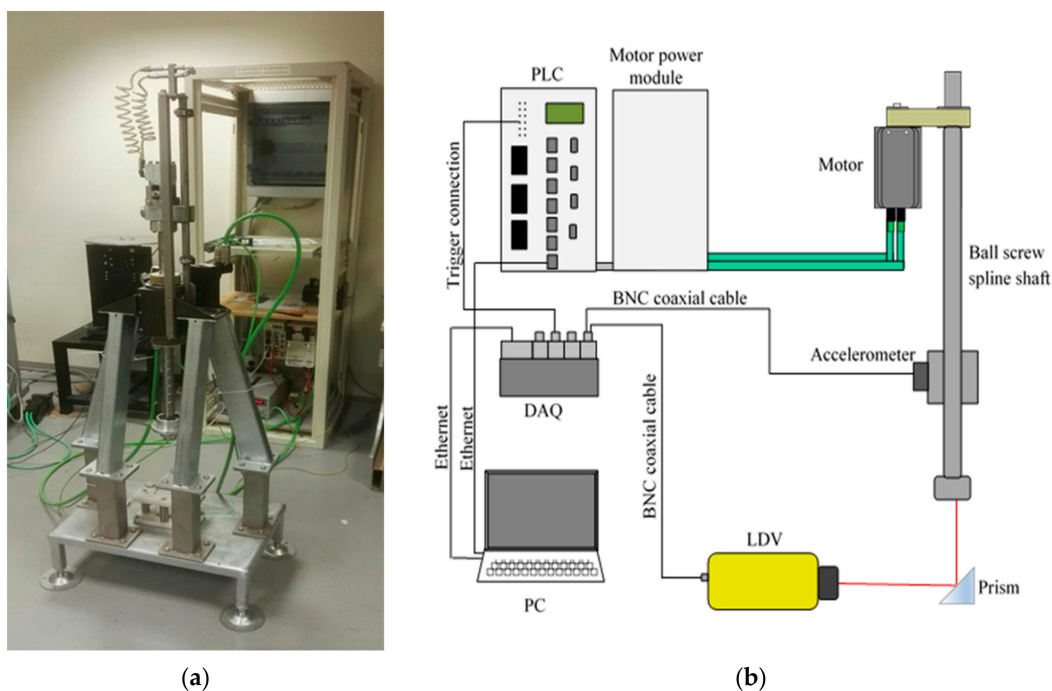 Motor power
module
PLC
Trigger connection
Motor
Ball screw
spline shaft
BNC coaxial cable
Accelerometer
DAQ
Ethernet
Ethernet
BNC coaxial cable
LDV
PC
Prism
(a)
(b)